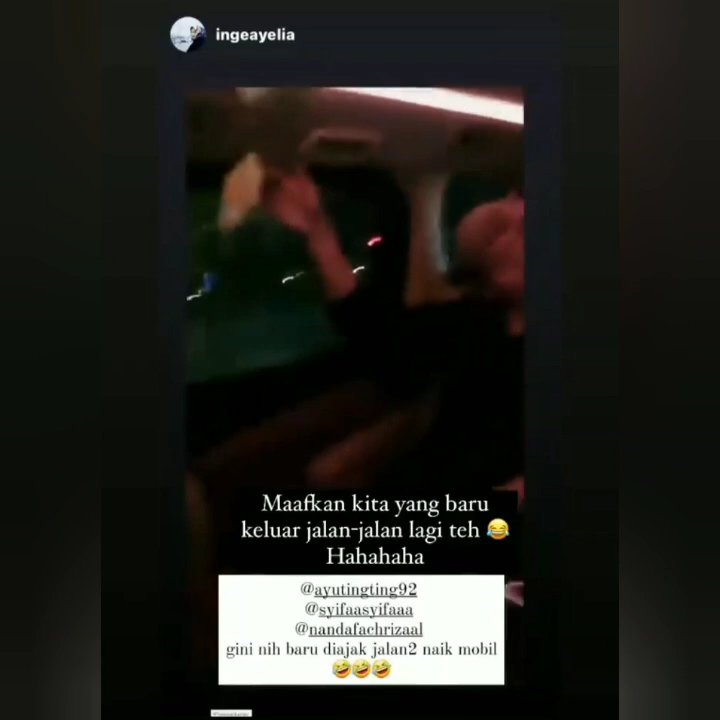 ingeayelia
Maafkan kita yang baru
keluar jalan-jalan lagi teh 😂
Hahahaha
@ayutingting92
@syifaasyifaaa
@nandafachrizaal
gini nih baru diajak jalan2 naik mobil
🤣🤣🤣